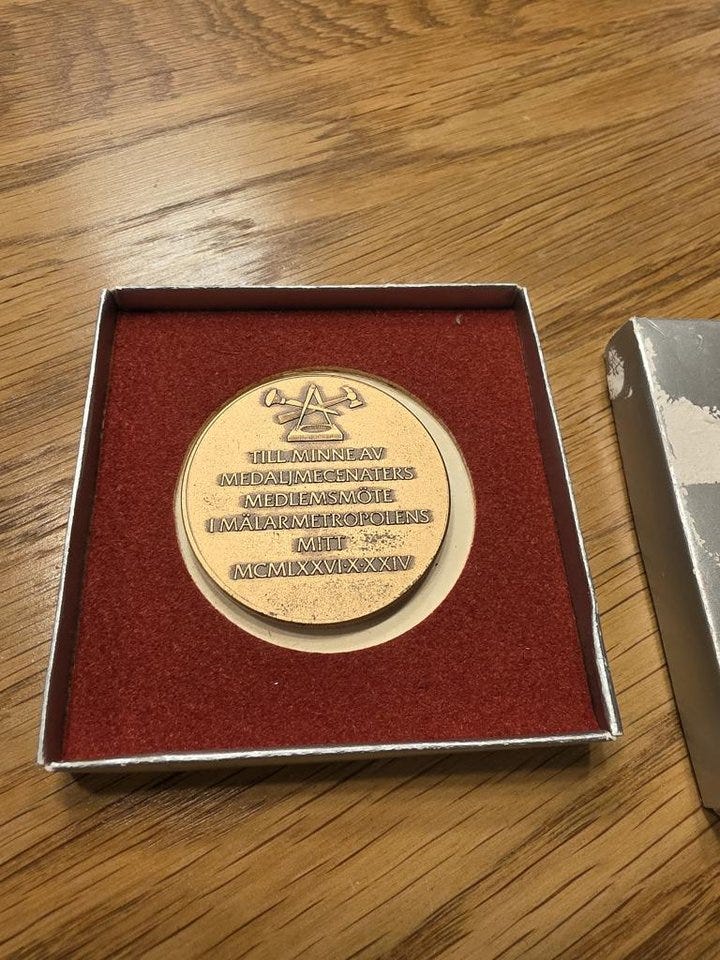 TILL MINNE AV
MEDALJMECENATERS
MEDLEMSMÖTE
I MÄLARMETROPOLENS
MITT
MCMLXXVI·X·XXIV